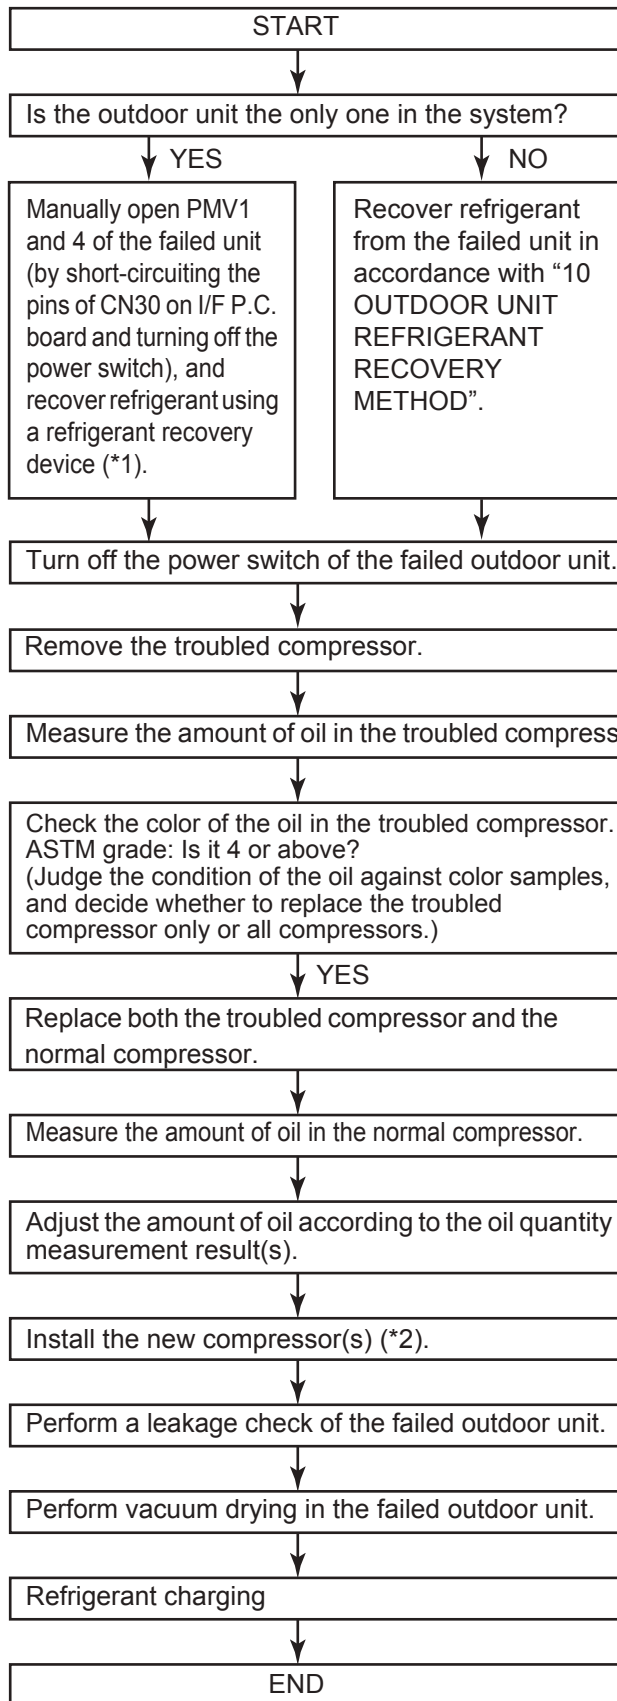 START
Is the outdoor unit the only one in the system?
YES
NO
Manually open PMV1
and 4 of the failed unit
(by short-circuiting the
pins of CN30 on I/F P.C.
board and turning off the
power switch), and
recover refrigerant using
a refrigerant recovery
device (*1).
Recover refrigerant
from the failed unit in
accordance with “10
OUTDOOR UNIT
REFRIGERANT
RECOVERY
METHOD”.
Turn off the power switch of the failed outdoor unit.
Remove the troubled compressor.
Measure the amount of oil in the troubled compress
Check the color of the oil in the troubled compressor.
ASTM grade: Is it 4 or above?
(Judge the condition of the oil against color samples,
and decide whether to replace the troubled
compressor only or all compressors.)
YES
Replace both the troubled compressor and the
normal compressor.
Measure the amount of oil in the normal compressor.
Adjust the amount of oil according to the oil quantity
measurement result(s).
Install the new compressor(s) (*2).
Perform a leakage check of the failed outdoor unit.
Perform vacuum drying in the failed outdoor unit.
Refrigerant charging
END